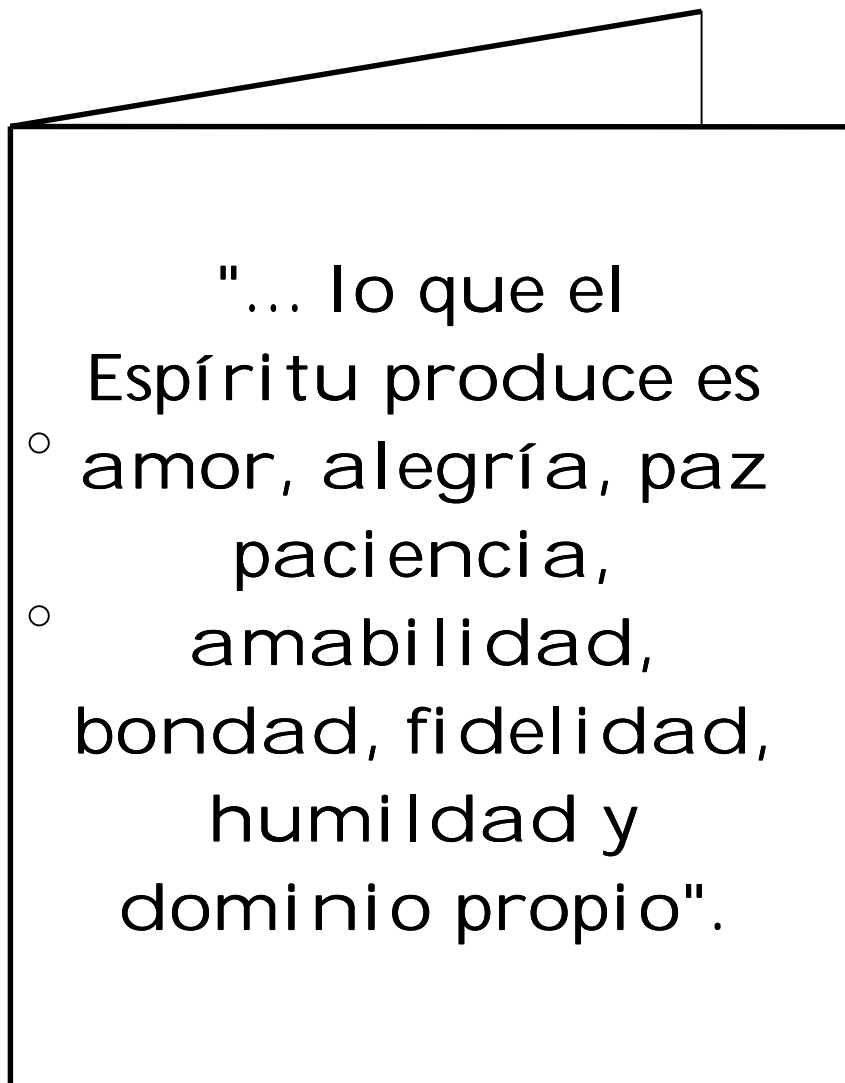 "... lo que el
Espíritu produce es
amor, alegría, paz
paciencia,
amabilidad,
bondad, fidelidad,
humildad y
dominio propio".